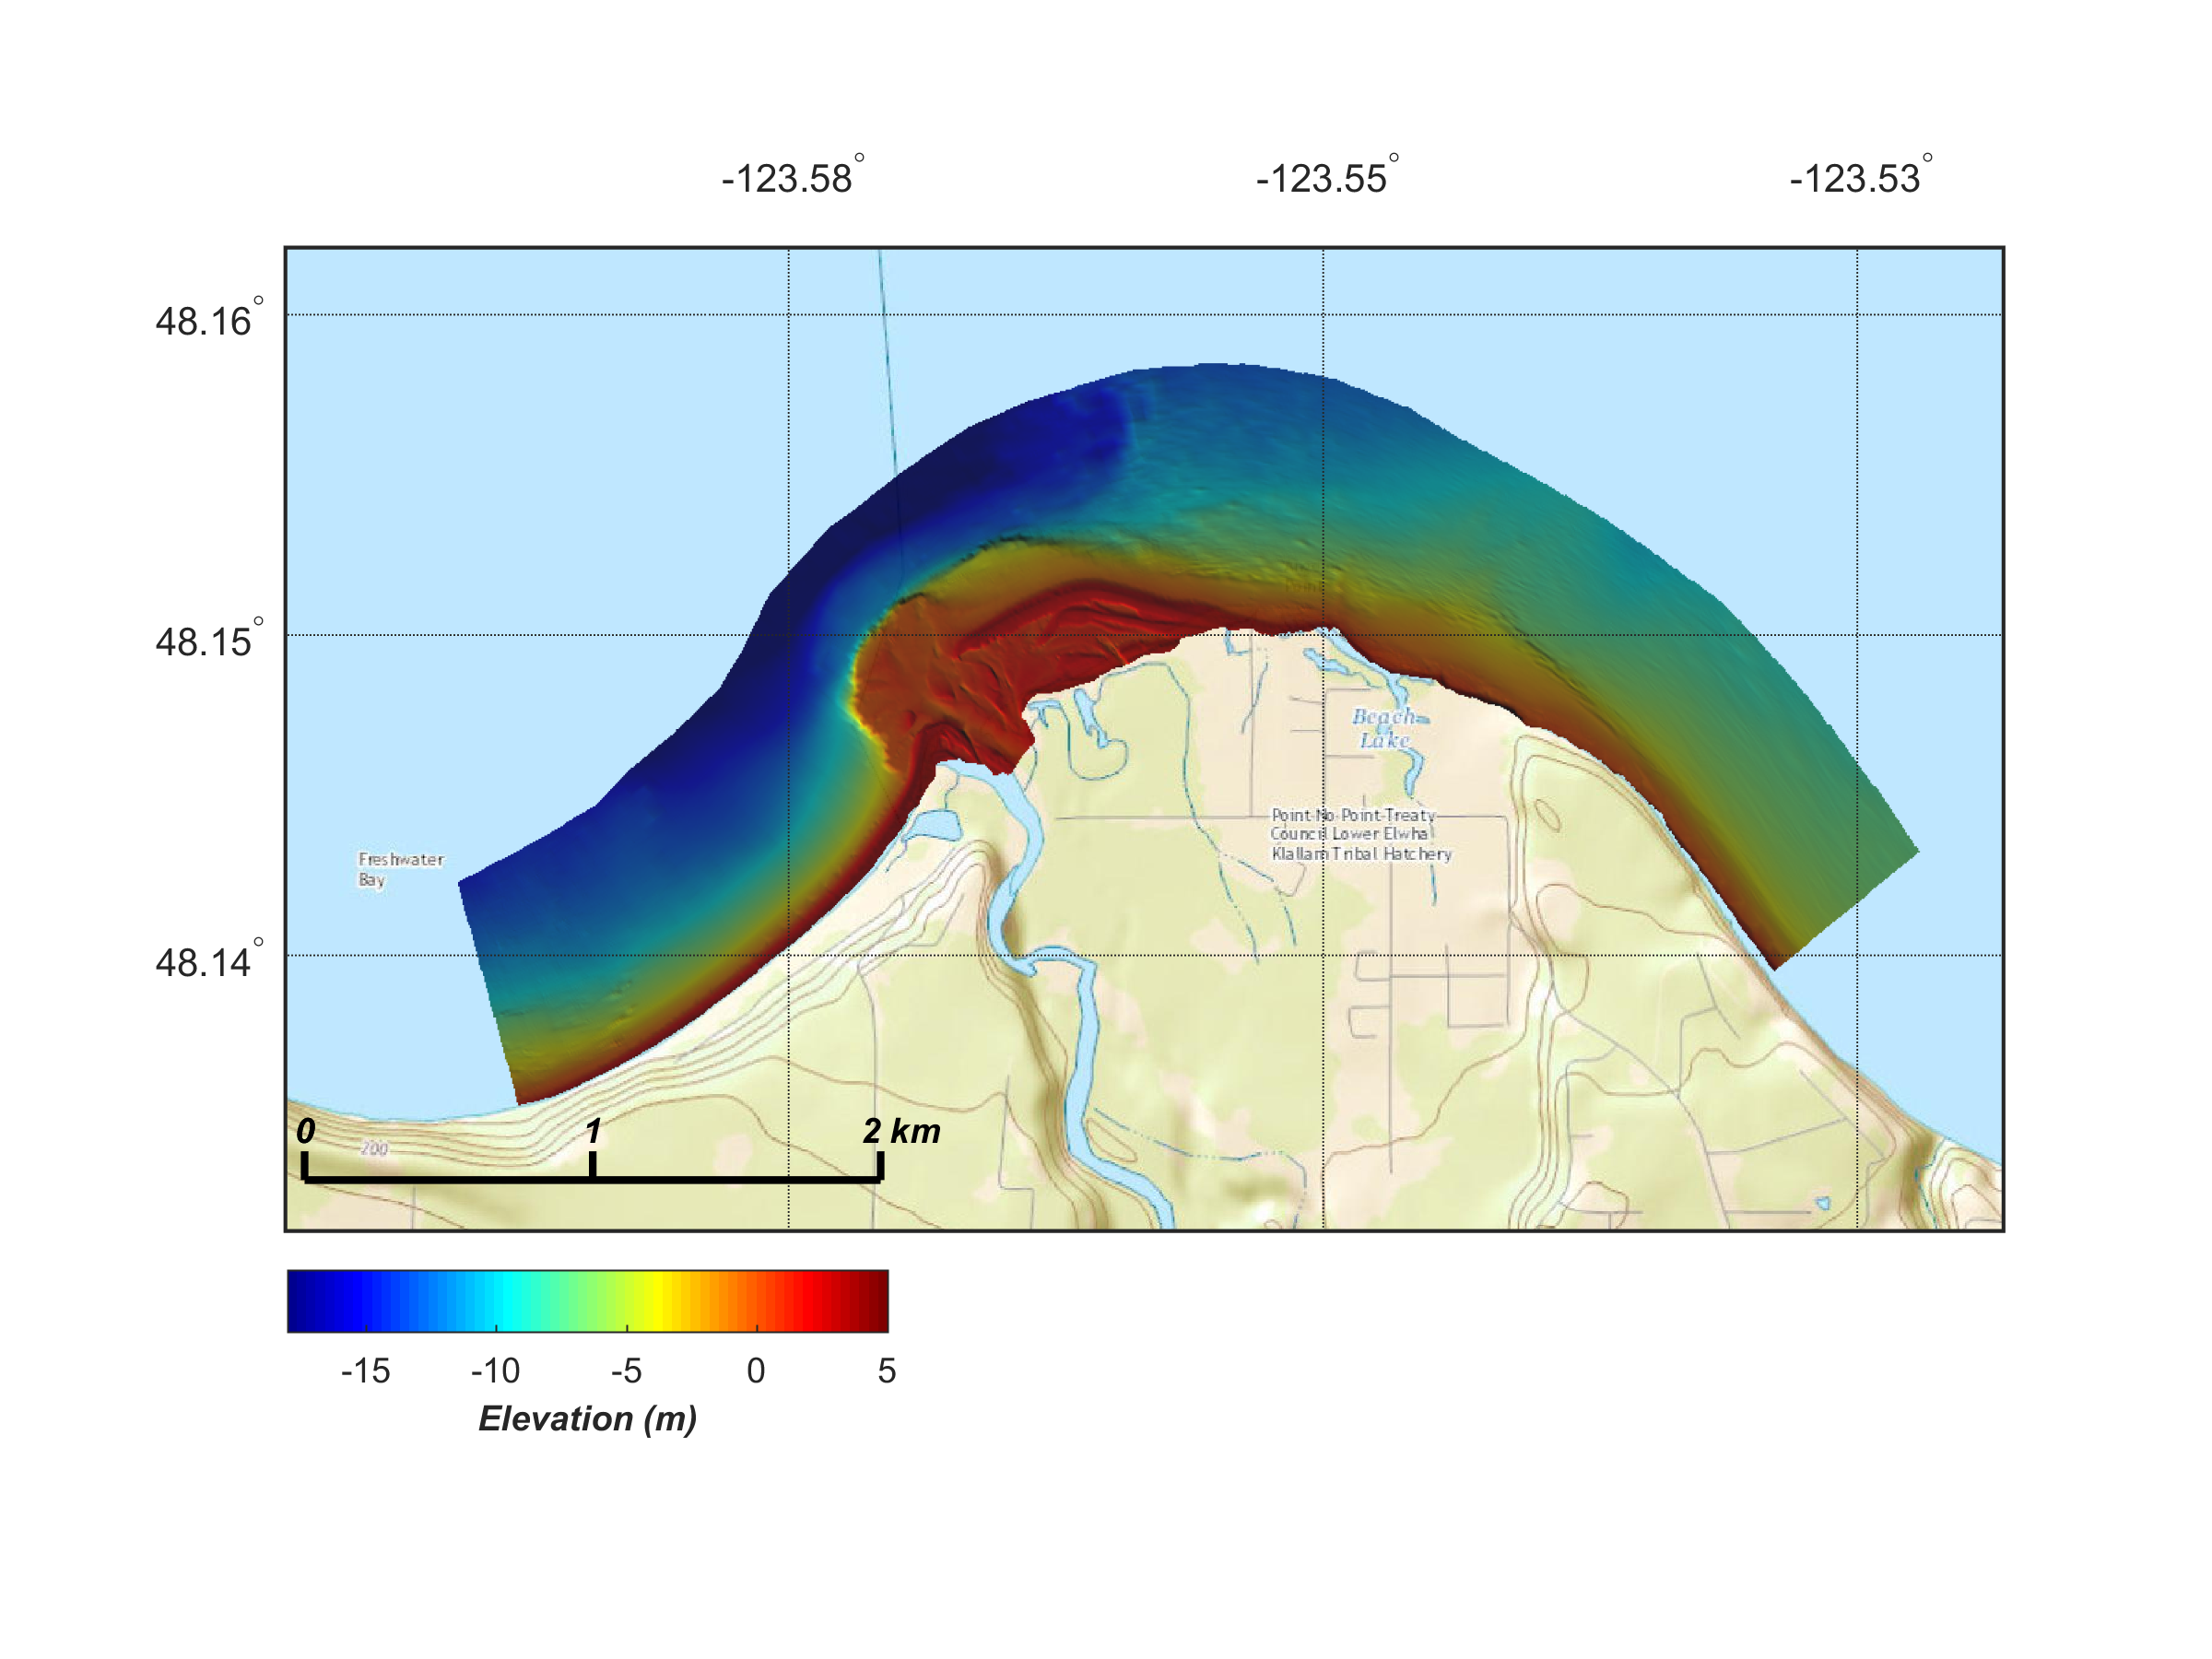 -123.58° -123.55° -123.53°
48.16°
48.15°
Beach
Lake
Point No Point Treaty
Council Lower Elwha
Klallam Tribal Hatchery
Freshwater
Bay
48.14°
0 1 2 km
200
-15 -10 -5 0 5
Elevation (m)